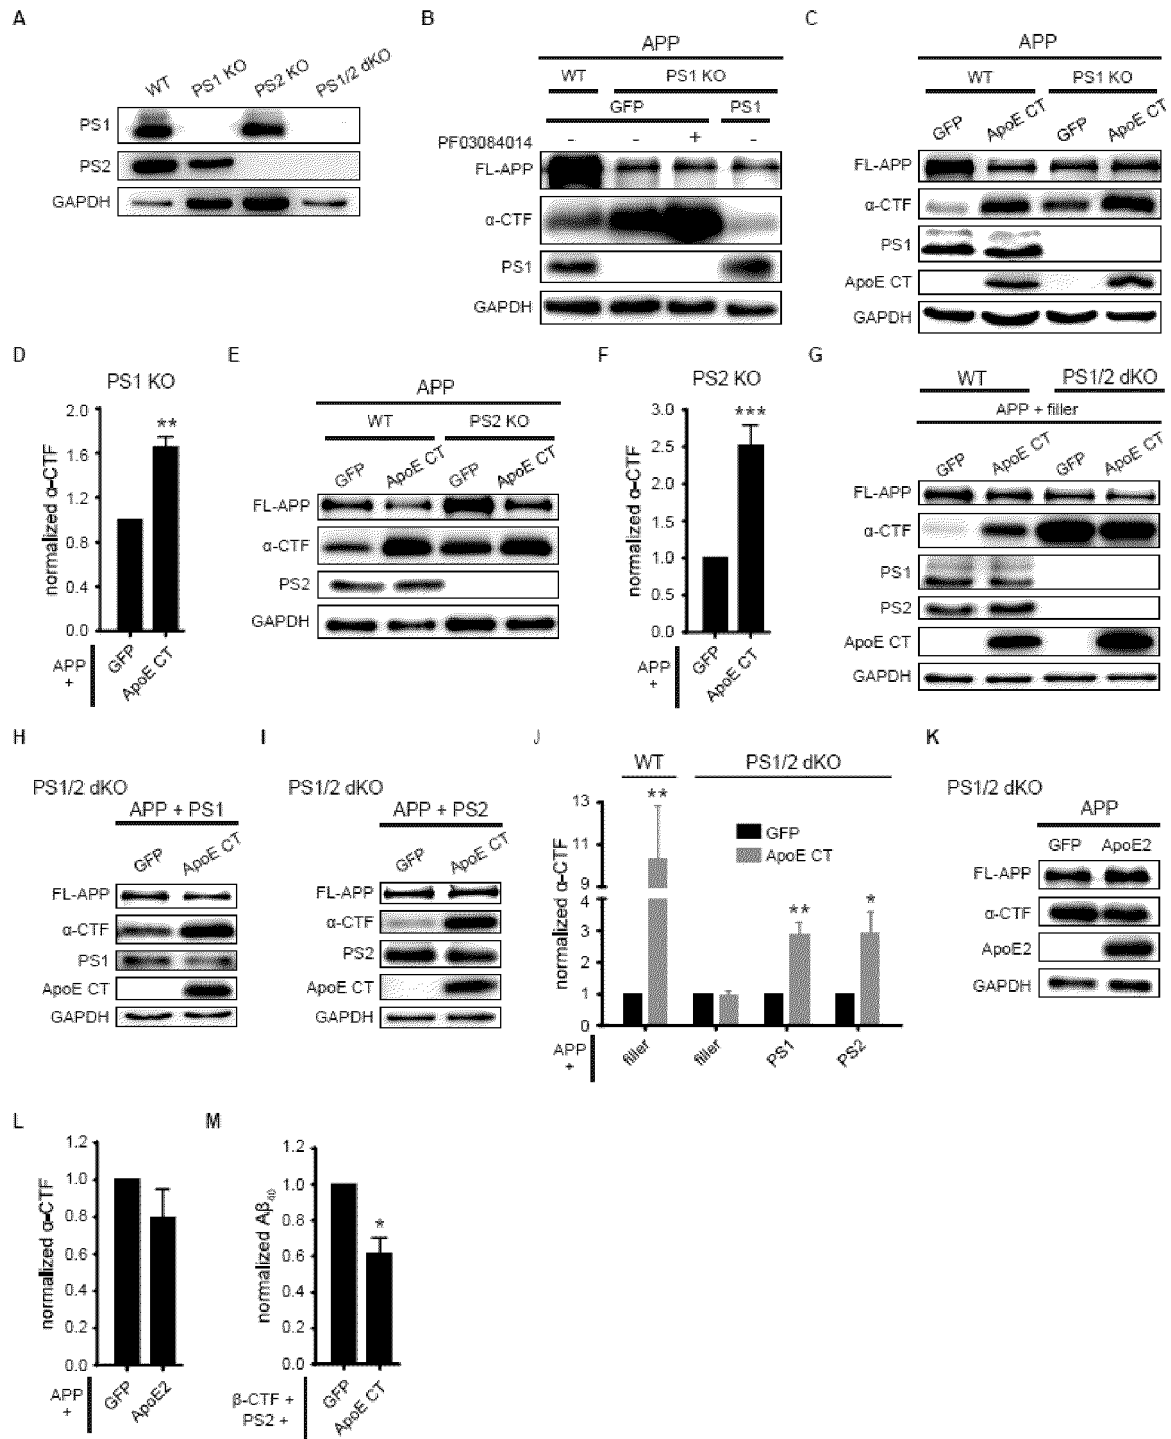 A
WT PS1 KO PS2 KO PS1/2 dKO
PS1
PS2
GAPDH
B
APP
WT PS1 KO
GFP PS1
PF03084014 - - + -
FL-APP
α-CTF
PS1
GAPDH
C
APP
WT PS1 KO
GFP ApoE CT GFP ApoE CT
FL-APP
α-CTF
PS1
ApoE CT
GAPDH
D
PS1 KO
normalized α-CTF
2.0
1.6
1.2
0.8
0.4
0.0
**
APP + GFP ApoE CT
E
APP
WT PS2 KO
GFP ApoE CT GFP ApoE CT
FL-APP
α-CTF
PS2
GAPDH
F
PS2 KO
normalized α-CTF
3.0
2.5
2.0
1.5
1.0
0.5
0.0
***
APP + GFP ApoE CT
G
WT PS1/2 dKO
APP + filler
GFP ApoE CT GFP ApoE CT
FL-APP
α-CTF
PS1
PS2
ApoE CT
GAPDH
H
PS1/2 dKO
APP + PS1
GFP ApoE CT
FL-APP
α-CTF
PS1
ApoE CT
GAPDH
I
PS1/2 dKO
APP + PS2
GFP ApoE CT
FL-APP
α-CTF
PS2
ApoE CT
GAPDH
J
WT PS1/2 dKO
GFP
ApoE CT
normalized α-CTF
13
11
9
4
3
2
1
0
** ** *
APP + filler filler PS1 PS2
K
PS1/2 dKO
APP
GFP ApoE2
FL-APP
α-CTF
ApoE2
GAPDH
L
normalized α-CTF
1.2
1.0
0.8
0.6
0.4
0.2
0.0
APP + GFP ApoE2
M
normalized Aβ40
1.2
1.0
0.8
0.6
0.4
0.2
0.0
*
β-CTF +
PS2 +
GFP ApoE CT